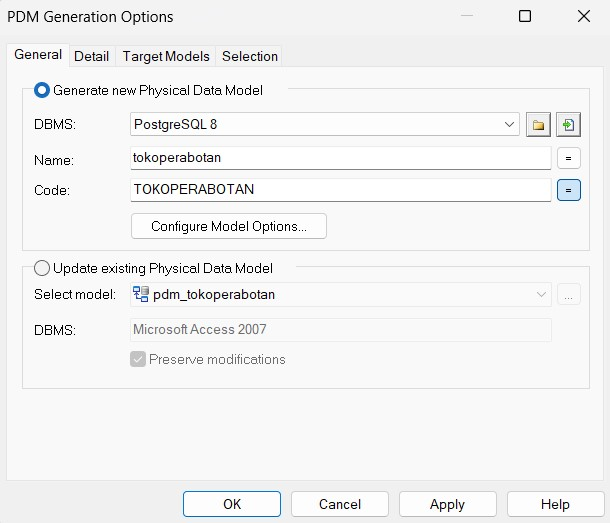 PDM Generation Options
General Detail Target Models Selection
Generate new Physical Data Model
DBMS: PostgreSQL 8
Name: tokoperabotan =
Code: TOKOPERABOTAN =
Configure Model Options...
Update existing Physical Data Model
Select model: pdm_tokoperabotan ...
DBMS: Microsoft Access 2007
Preserve modifications
OK Cancel Apply Help